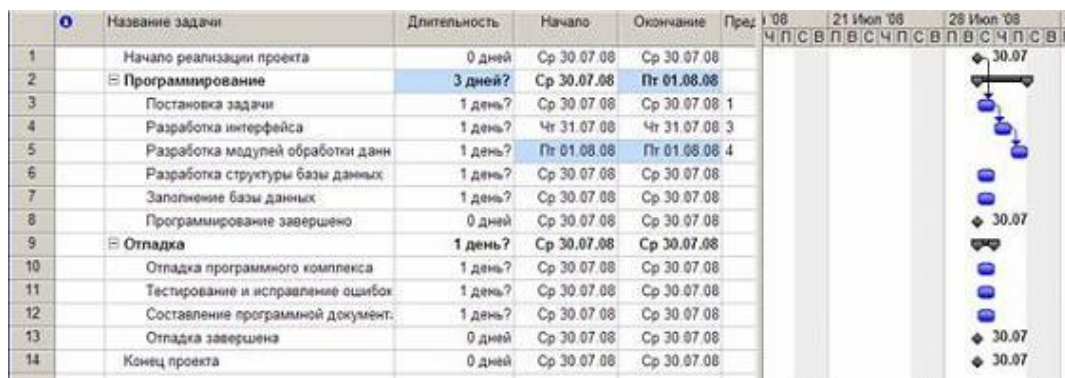 Название задачи Длительность Начало Окончание Пред '08 21 Июл '08 28 Июл '08
Ч П С В П В С Ч П С В П В С Ч П С В
1 Начало реализации проекта 0 дней Ср 30.07.08 Ср 30.07.08 30.07
2 Программирование 3 дней? Ср 30.07.08 Пт 01.08.08
3 Постановка задачи 1 день? Ср 30.07.08 Ср 30.07.08 1
4 Разработка интерфейса 1 день? Чт 31.07.08 Чт 31.07.08 3
5 Разработка модулей обработки данн 1 день? Пт 01.08.08 Пт 01.08.08 4
6 Разработка структуры базы данных 1 день? Ср 30.07.08 Ср 30.07.08
7 Заполнение базы данных 1 день? Ср 30.07.08 Ср 30.07.08
8 Программирование завершено 0 дней Ср 30.07.08 Ср 30.07.08 30.07
9 Отладка 1 день? Ср 30.07.08 Ср 30.07.08
10 Отладка программного комплекса 1 день? Ср 30.07.08 Ср 30.07.08
11 Тестирование и исправление ошибок 1 день? Ср 30.07.08 Ср 30.07.08
12 Составление программной документ. 1 день? Ср 30.07.08 Ср 30.07.08
13 Отладка завершена 0 дней Ср 30.07.08 Ср 30.07.08 30.07
14 Конец проекта 0 дней Ср 30.07.08 Ср 30.07.08 30.07